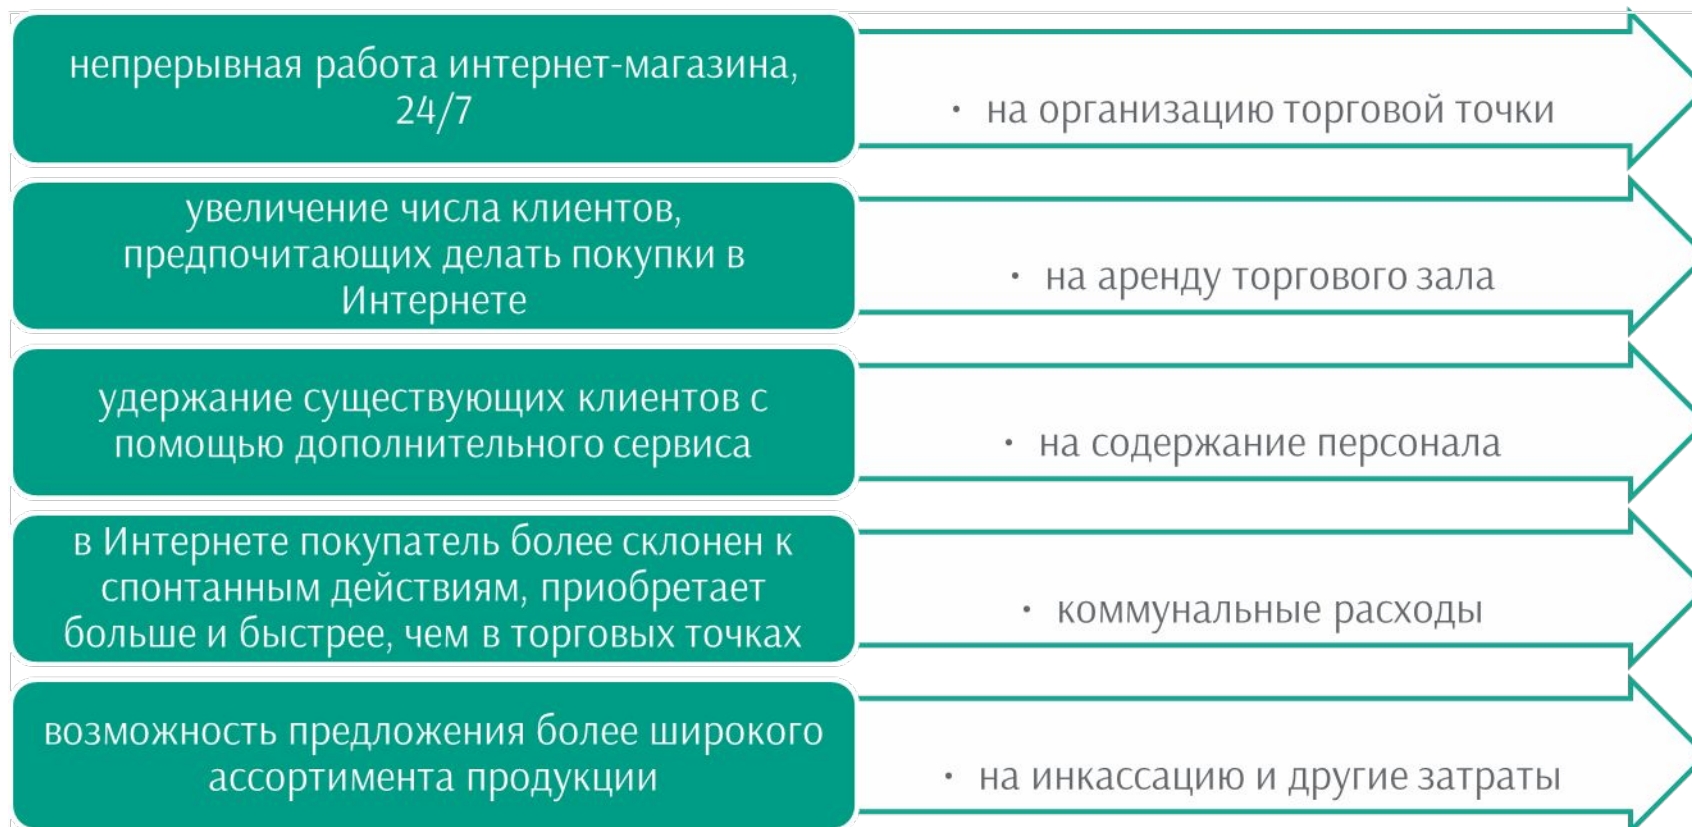 непрерывная работа интернет-магазина,
24/7
• на организацию торговой точки
увеличение числа клиентов,
предпочитающих делать покупки в
Интернете
• на аренду торгового зала
удержание существующих клиентов с
помощью дополнительного сервиса
• на содержание персонала
в Интернете покупатель более склонен к
спонтанным действиям, приобретает
больше и быстрее, чем в торговых точках
• коммунальные расходы
возможность предложения более широкого
ассортимента продукции
• на инкассацию и другие затраты